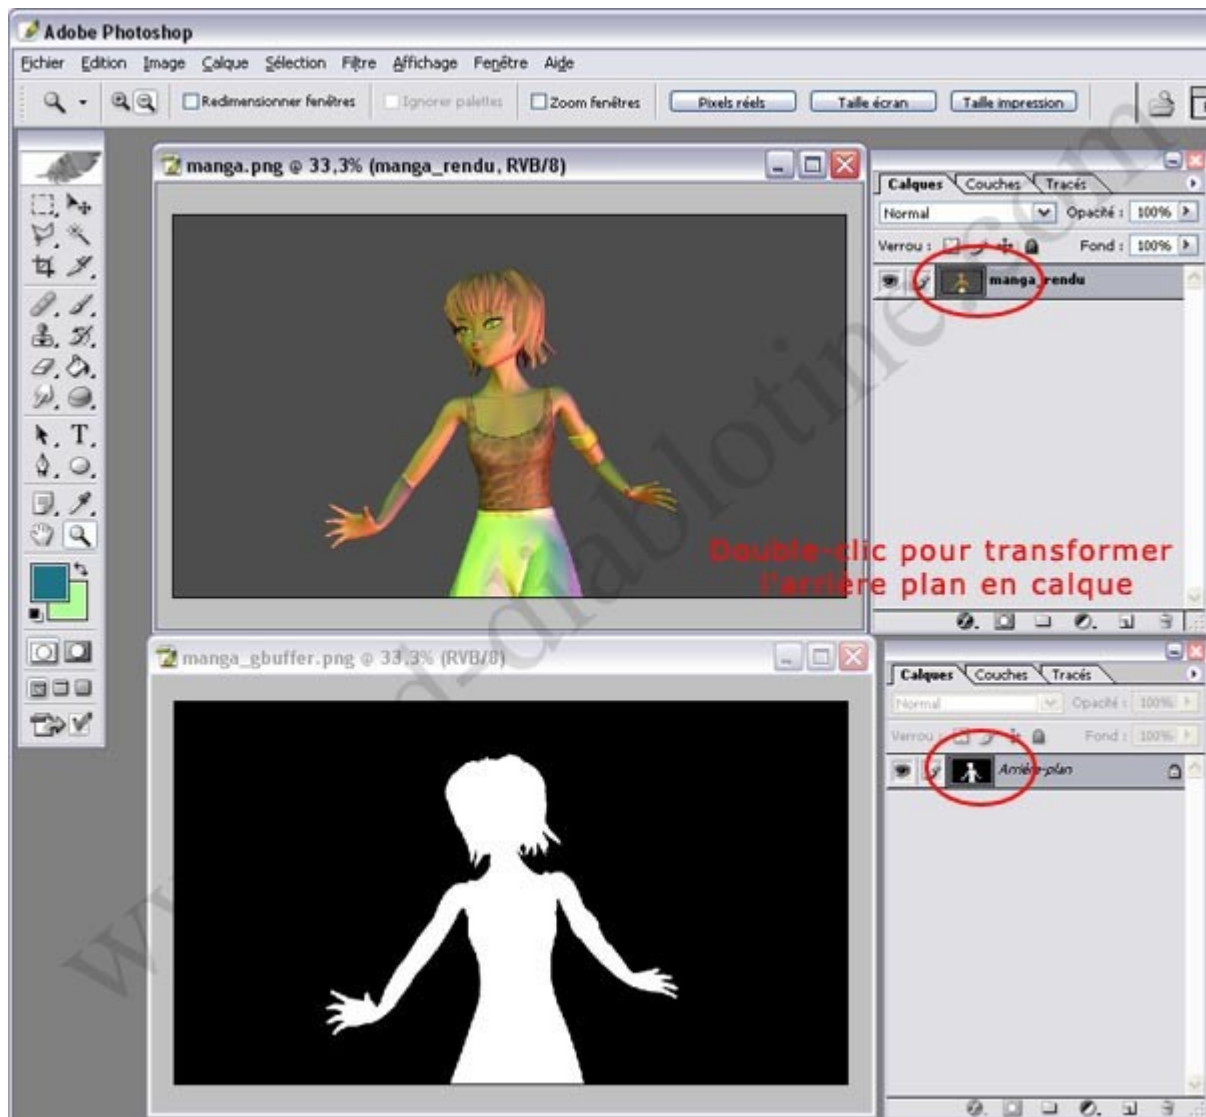 Adobe Photoshop
Fichier Edition Image Calque Sélection Filtre Affichage Fenêtre Aide
Redimensionner fenêtres Ignorer palettes Zoom fenêtres Pixels réels Taille écran Taille impression
manga.png @ 33,3% (manga_rendu, RVB/8)
Calques Couches Tracés
Normal Opacité : 100%
Verrou : Fond : 100%
manga_rendu
Double-clic pour transformer
l'arrière plan en calque
manga_gbuffer.png @ 33,3% (RVB/8)
Calques Couches Tracés
Normal Opacité : 100%
Verrou : Fond : 100%
Arrière-plan